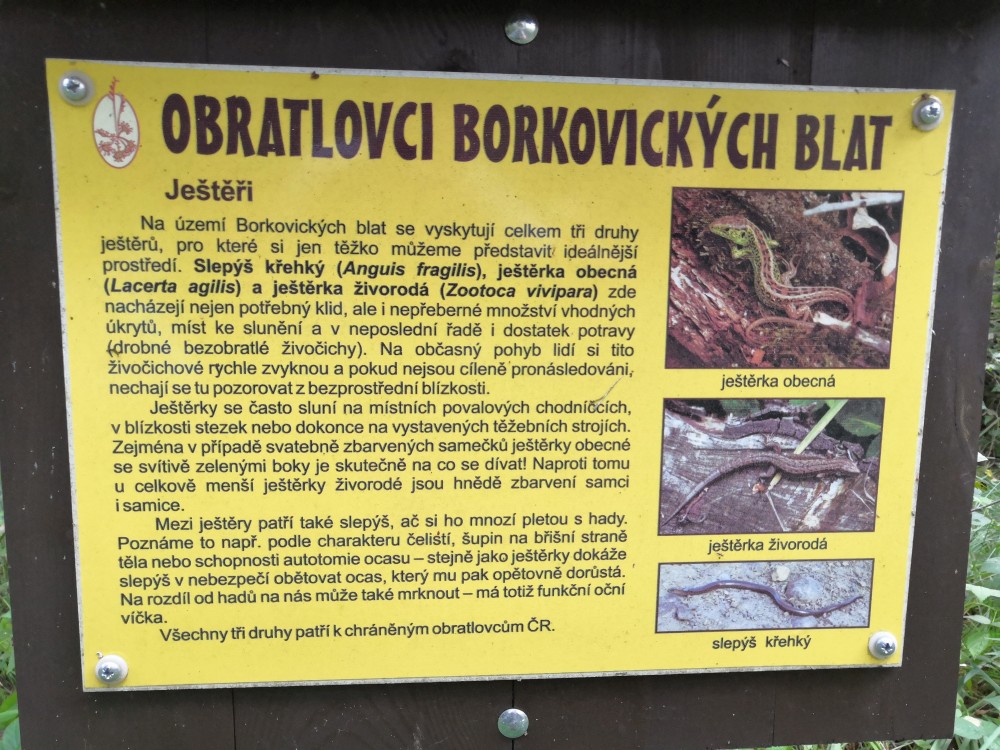 OBRATLOVCI BORKOVICKÝCH BLAT
Ještěři
Na území Borkovických blat se vyskytují celkem tři druhy
ještěrů, pro které si jen těžko můžeme představit ideálnější
prostředí. Slepýš křehký (Anguis fragilis), ještěrka obecná
(Lacerta agilis) a ještěrka živorodá (Zootoca vivipara) zde
nacházejí nejen potřebný klid, ale i nepřeberné množství vhodných
úkrytů, míst ke slunění a v neposlední řadě i dostatek potravy
(drobné bezobratlé živočichy). Na občasný pohyb lidí si tito
živočichové rychle zvyknou a pokud nejsou cíleně pronásledováni,
nechají se tu pozorovat z bezprostřední blízkosti.
Ještěrky se často sluní na místních povalových chodníčcích,
v blízkosti stezek nebo dokonce na vystavených těžebních strojích.
Zejména v případě svatebně zbarvených samečků ještěrky obecné
se svítivě zelenými boky je skutečně na co se dívat! Naproti tomu
u celkově menší ještěrky živorodé jsou hnědě zbarvení samci
i samice.
Mezi ještěry patří také slepýš, ač si ho mnozí pletou s hady.
Poznáme to např. podle charakteru čelistí, šupin na břišní straně
těla nebo schopnosti autotomie ocasu – stejně jako ještěrky dokáže
slepýš v nebezpečí obětovat ocas, který mu pak opětovně dorůstá.
Na rozdíl od hadů na nás může také mrknout – má totiž funkční oční
víčka.
Všechny tři druhy patří k chráněným obratlovcům ČR.
ještěrka obecná
ještěrka živorodá
slepýš křehký